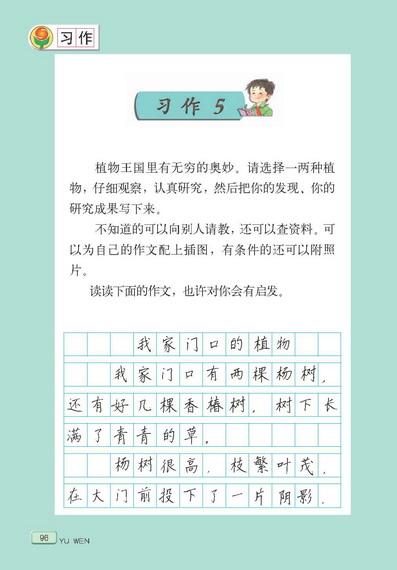 习作
习作5
植物王国里有无穷的奥妙。请选择一两种植
物，仔细观察，认真研究，然后把你的发现、你的
研究成果写下来。
不知道的可以向别人请教，还可以查资料。可
以为自己的作文配上插图，有条件的还可以附照
片。
读读下面的作文，也许对你会有启发。
我家门口的植物
我家门口有两棵杨树，
还有好几棵香椿树，树下长
满了青青的草。
杨树很高，枝繁叶茂，
在大门前投下了一片阴影。
96
YU WEN